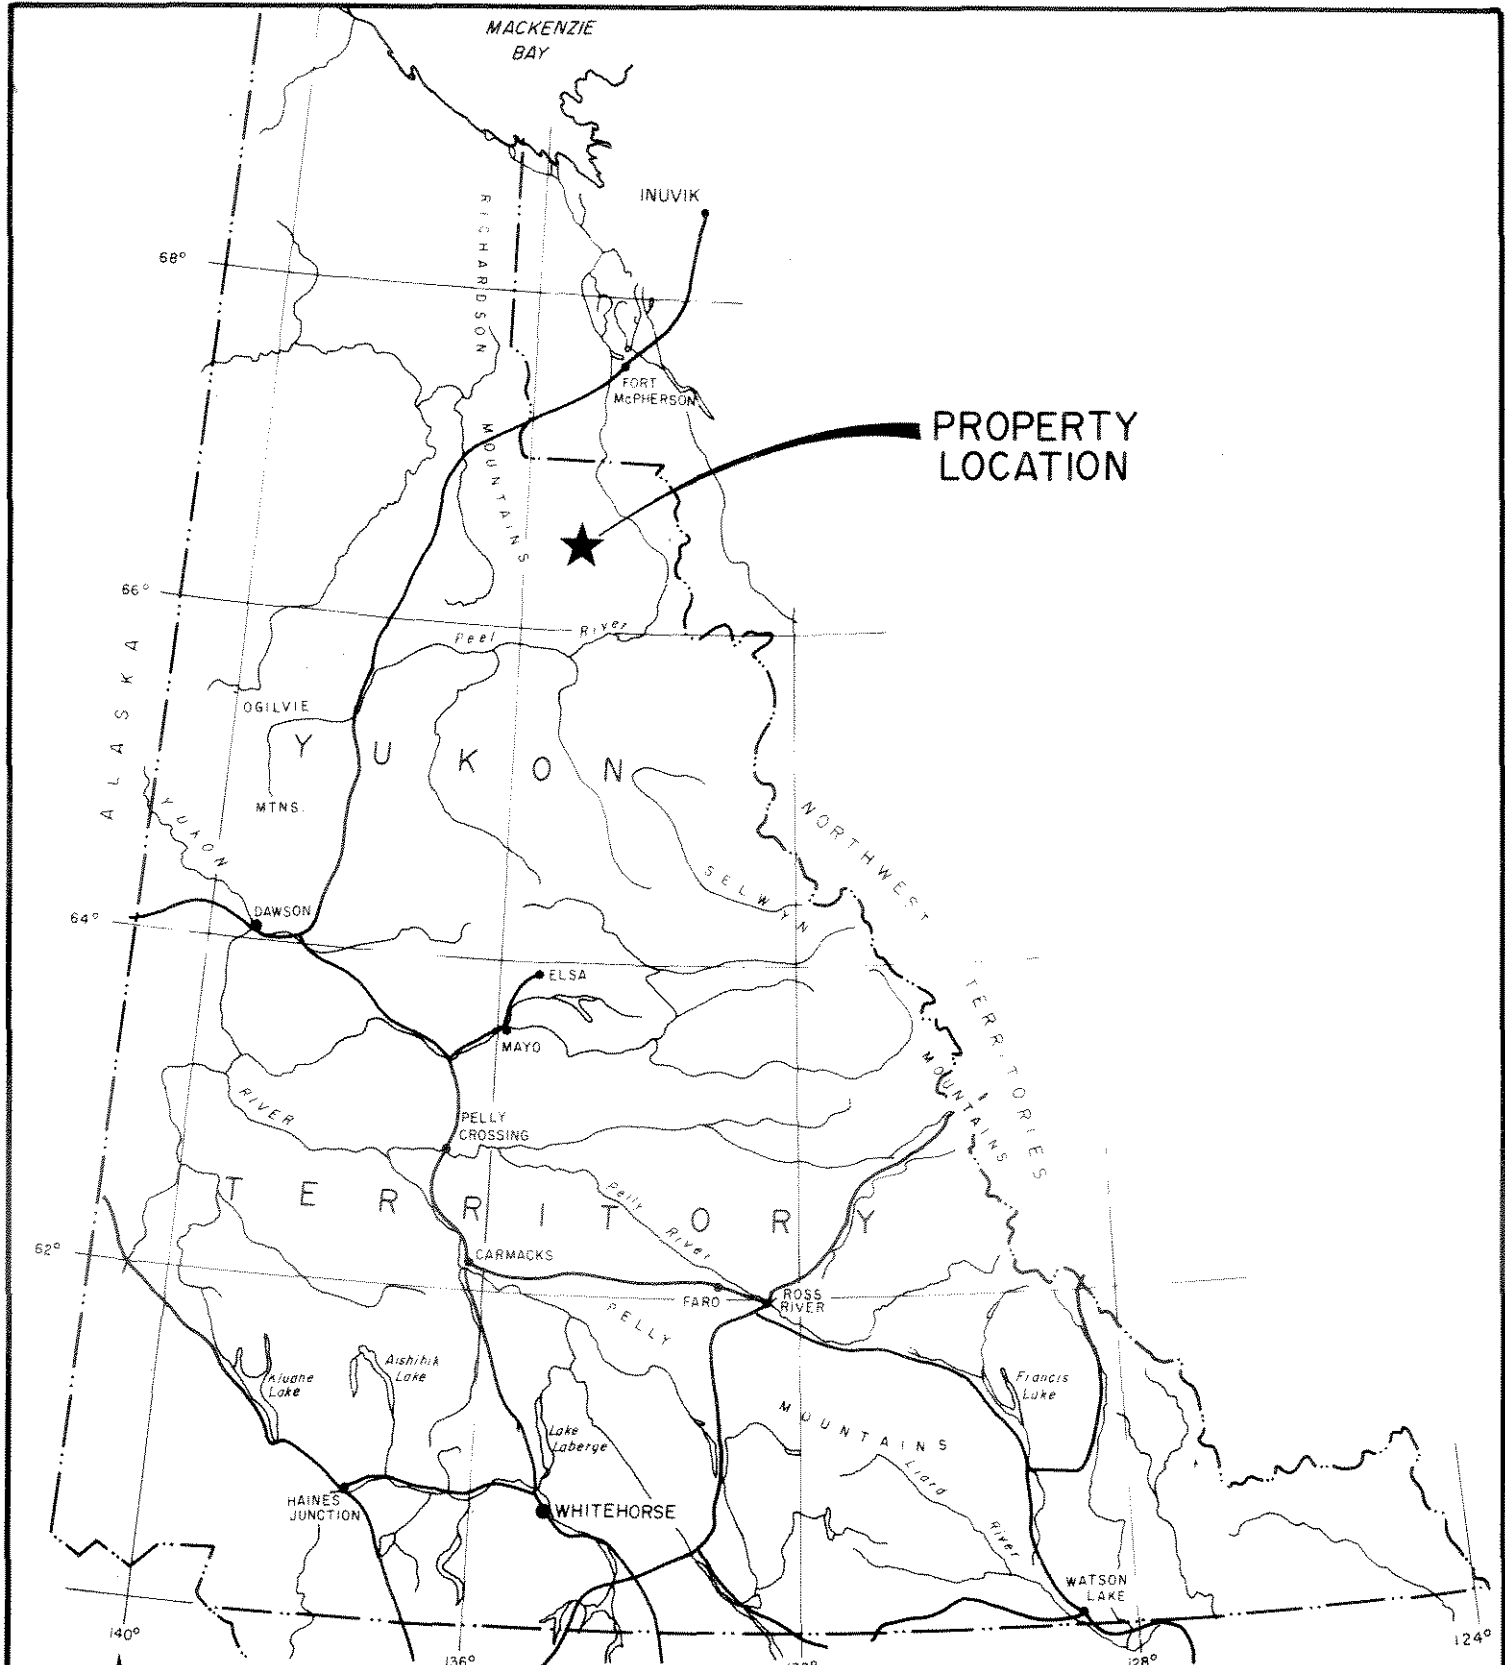 MACKENZIE
BAY
INUVIK
RICHARDSON
68°
FORT
McPHERSON
PROPERTY
LOCATION
MOUNTAINS
66°
Peel River
ALASKA
OGILVIE
YUKON
MTNS.
YUKON
NORTHWEST
SELWYN
64°
DAWSON
ELSA
TERRITORIES
MAYO
MOUNTAINS
RIVER
PELLY
CROSSING
TERRITORY
Pelly
River
62°
CARMACKS
FARO
ROSS
RIVER
PELLY
Kluane
Lake
Aishihik
Lake
Francis
Lake
MOUNTAINS
Lake
Laberge
Liard
River
HAINES
JUNCTION
WHITEHORSE
WATSON
LAKE
140°
136°
128°
124°